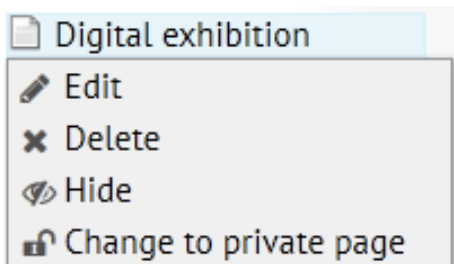 Digital exhibition
Edit
Delete
Hide
Change to private page